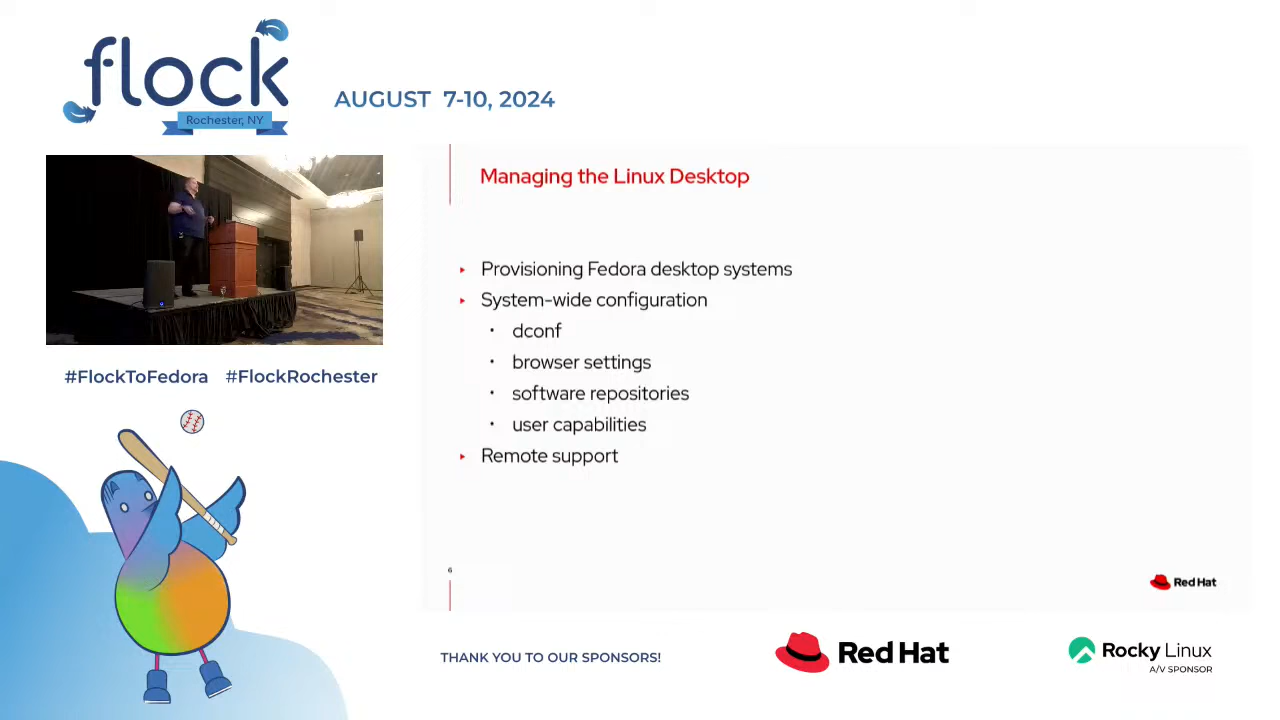 flock
Rochester, NY
AUGUST 7-10, 2024
Managing the Linux Desktop
Provisioning Fedora desktop systems
System-wide configuration
dconf
browser settings
software repositories
user capabilities
Remote support
6
Red Hat
#FlockToFedora #FlockRochester
THANK YOU TO OUR SPONSORS!
Red Hat
Rocky Linux
A/V SPONSOR